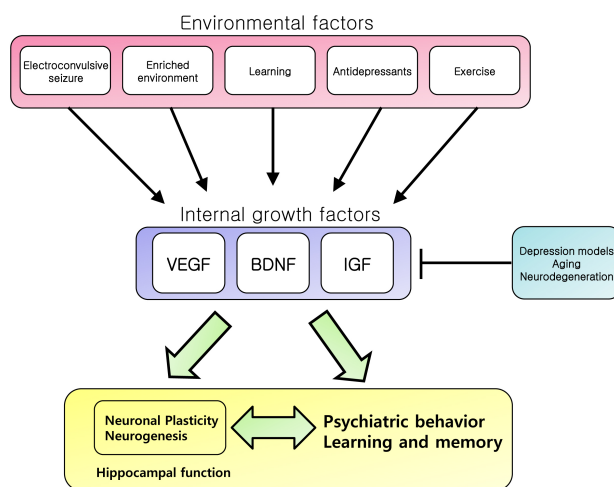 Environmental factors
Electroconvulsive
seizure
Enriched
environment
Learning
Antidepressants
Exercise
Internal growth factors
VEGF
BDNF
IGF
Depression models
Aging
Neurodegeneration
Neuronal Plasticity
Neurogenesis
Psychiatric behavior
Learning and memory
Hippocampal function